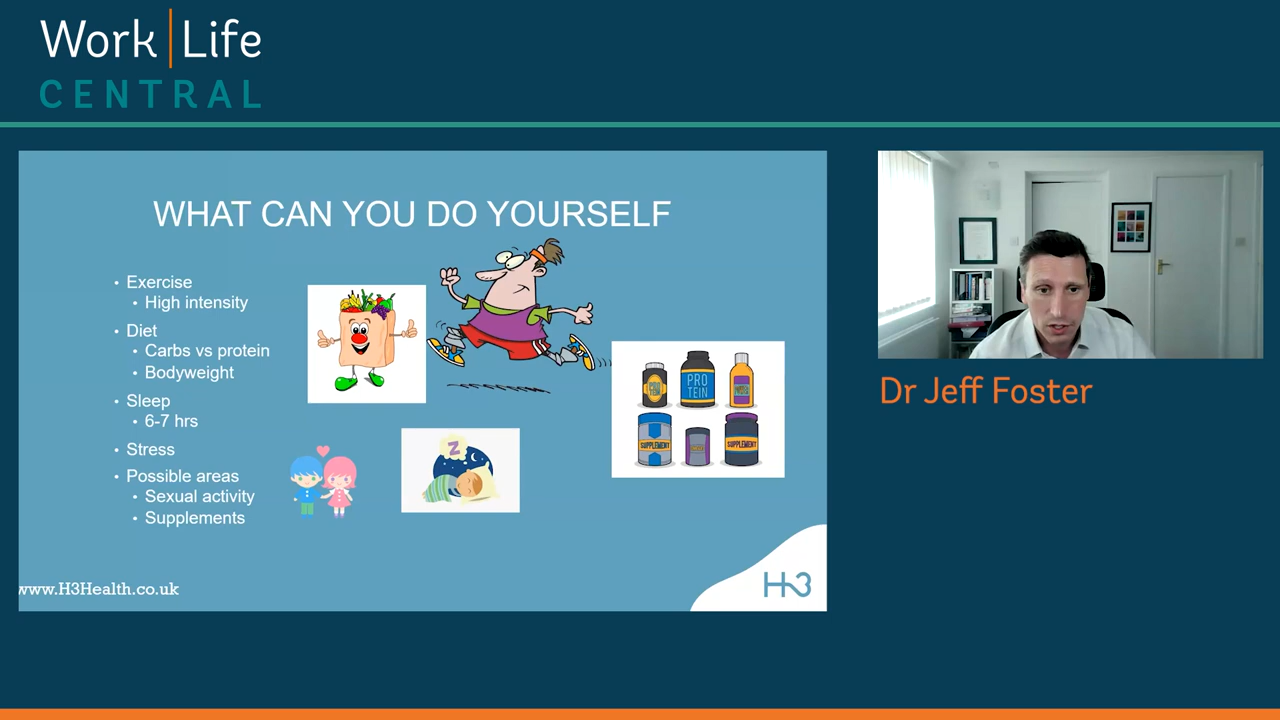 Work Life
CENTRAL
WHAT CAN YOU DO YOURSELF
• Exercise
• High intensity
• Diet
• Carbs vs protein
• Bodyweight
• Sleep
• 6-7 hrs
• Stress
• Possible areas
• Sexual activity
• Supplements
PRO
TEIN
Z
SUPPLEMENT
SUPPLEMENT
www.H3Health.co.uk
H3
Dr Jeff Foster